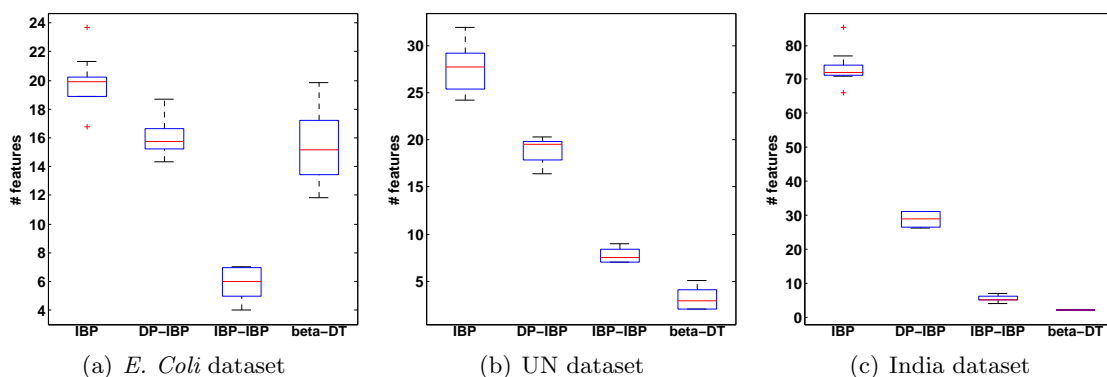 24
22
20
18
16
14
12
10
8
6
4
# features
IBP DP−IBP IBP−IBP beta−DT
(a) E. Coli dataset
30
25
20
15
10
5
# features
IBP DP−IBP IBP−IBP beta−DT
(b) UN dataset
80
70
60
50
40
30
20
10
0
# features
IBP DP−IBP IBP−IBP beta−DT
(c) India dataset